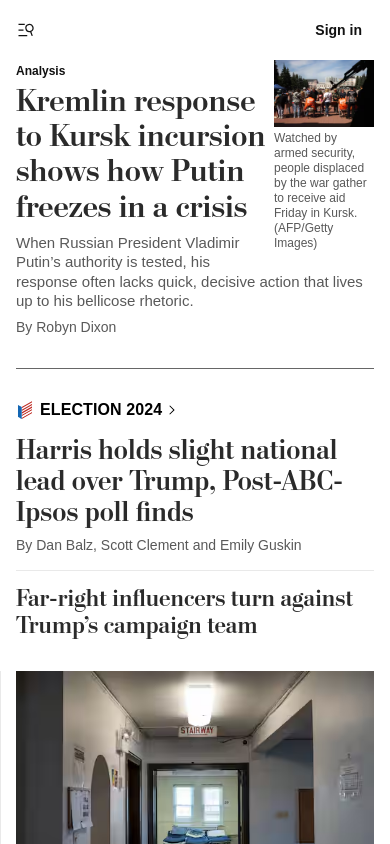 Sign in
Analysis
Kremlin response
to Kursk incursion
shows how Putin
freezes in a crisis
Watched by
armed security,
people displaced
by the war gather
to receive aid
Friday in Kursk.
(AFP/Getty
Images)
When Russian President Vladimir
Putin’s authority is tested, his
response often lacks quick, decisive action that lives
up to his bellicose rhetoric.
By Robyn Dixon
ELECTION 2024
Harris holds slight national
lead over Trump, Post-ABC-
Ipsos poll finds
By Dan Balz, Scott Clement and Emily Guskin
Far-right influencers turn against
Trump’s campaign team
STAIRWAY